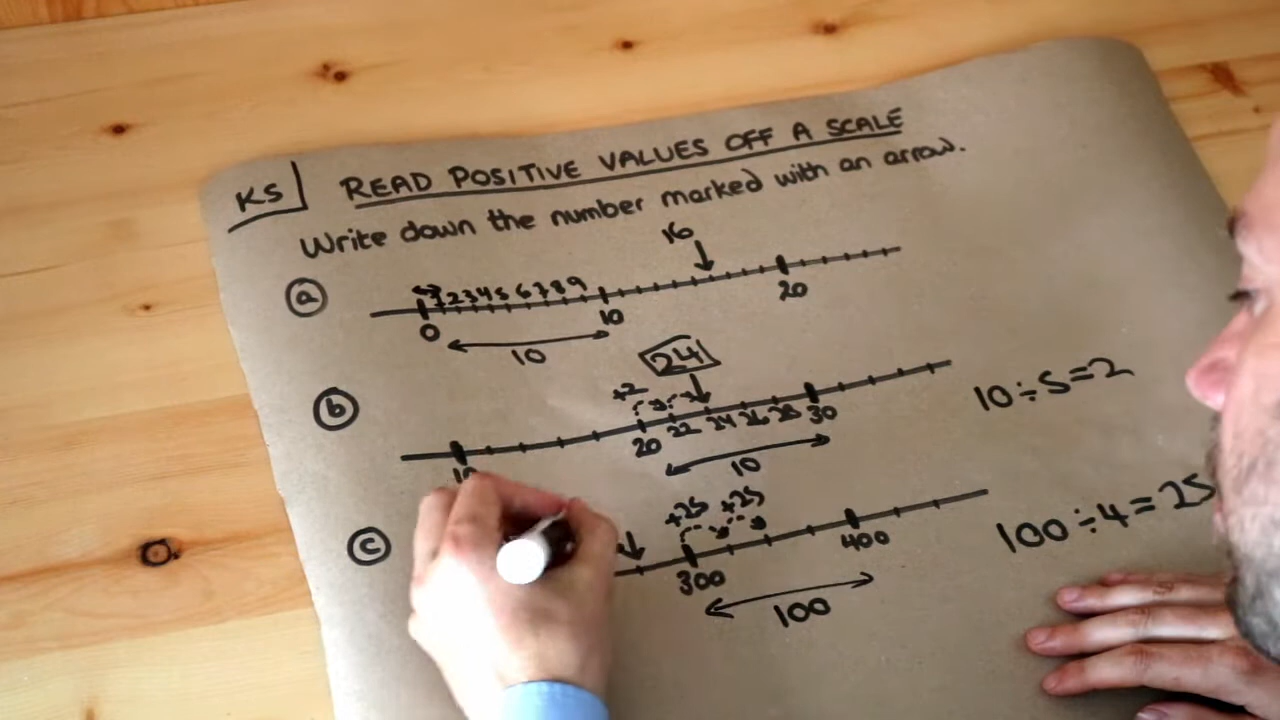 KS READ POSITIVE VALUES OFF A SCALE
Write down the number marked with an arrow.
16
a
1 2 3 4 5 6 7 8 9
0 10 20
10
24
b
+2
10 20 22 24 26 28 30
10
10÷5=2
c
+25 +25
300 400
100
100÷4=25